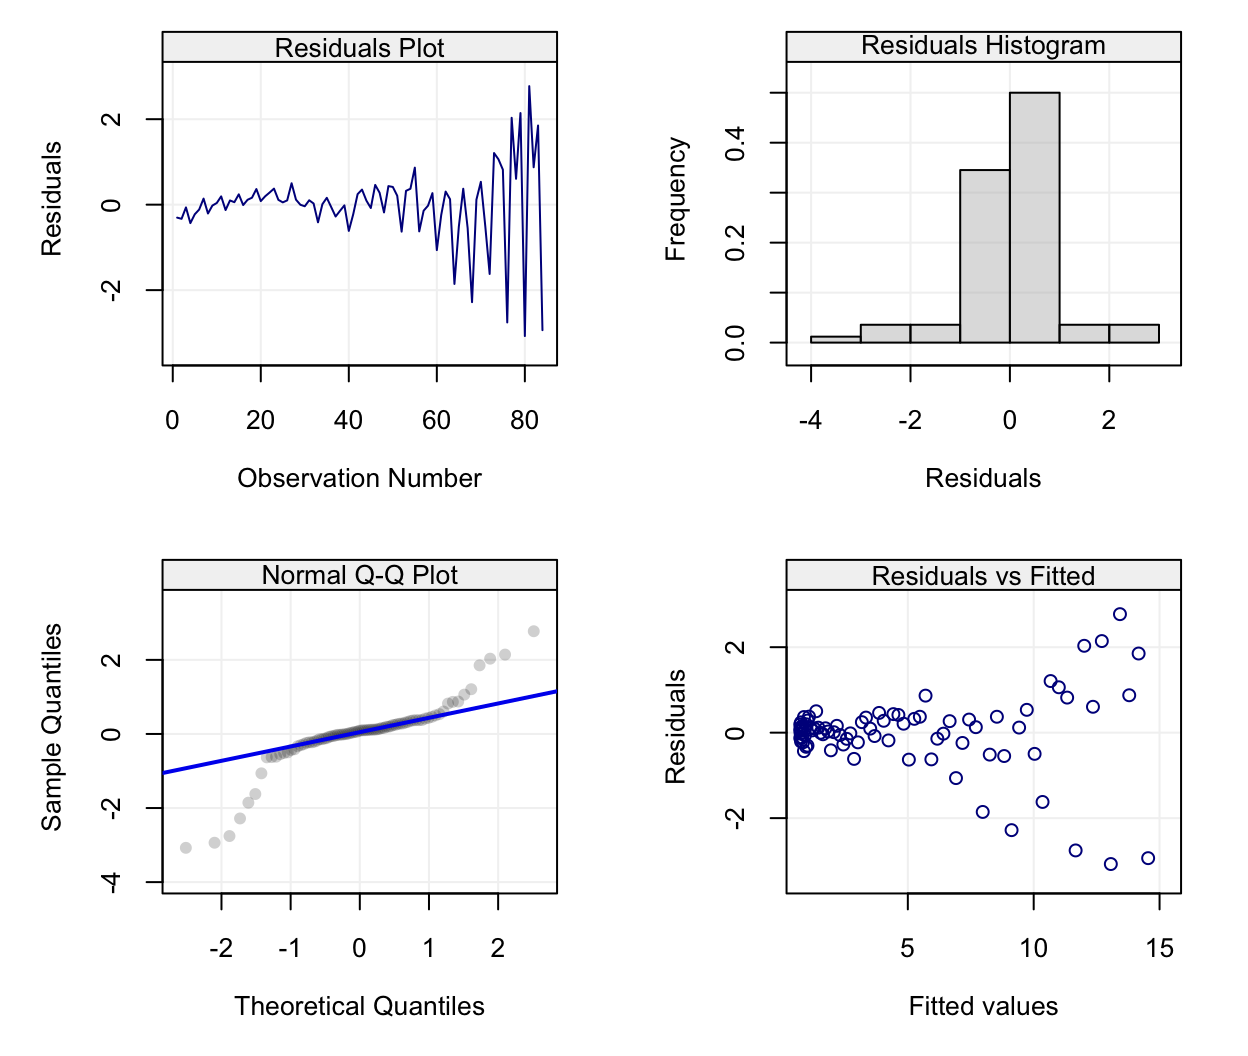 Residuals Plot
Residuals
2
0
-2
0 20 40 60 80
Observation Number
Residuals Histogram
Frequency
0.4
0.2
0.0
-4 -2 0 2
Residuals
Normal Q-Q Plot
Sample Quantiles
2
0
-2
-4
-2 -1 0 1 2
Theoretical Quantiles
Residuals vs Fitted
Residuals
2
0
-2
5 10 15
Fitted values